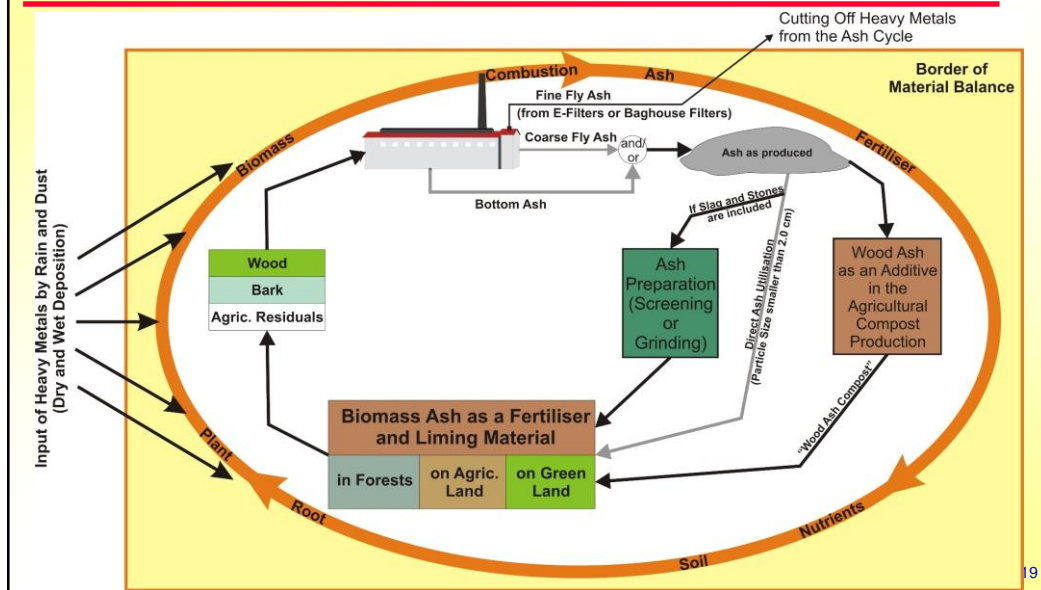 Cutting Off Heavy Metals
from the Ash Cycle
Border of
Material Balance
Combustion
Ash
Fine Fly Ash
(from E-Filters or Baghouse Filters)
Coarse Fly Ash
and/
or
Ash as produced
Fertiliser
Biomass
Bottom Ash
If Slag and Stones
are included
Input of Heavy Metals by Rain and Dust
(Dry and Wet Deposition)
Wood
Bark
Agric. Residuals
Ash
Preparation
(Screening
or
Grinding)
Direct Ash Utilisation
(Particle Size smaller than 2.0 cm)
Wood Ash
as an Additive
in the
Agricultural
Compost
Production
"Wood Ash Compost"
Biomass Ash as a Fertiliser
and Liming Material
in Forests
on Agric.
Land
on Green
Land
Plant
Root
Soil
Nutrients
19